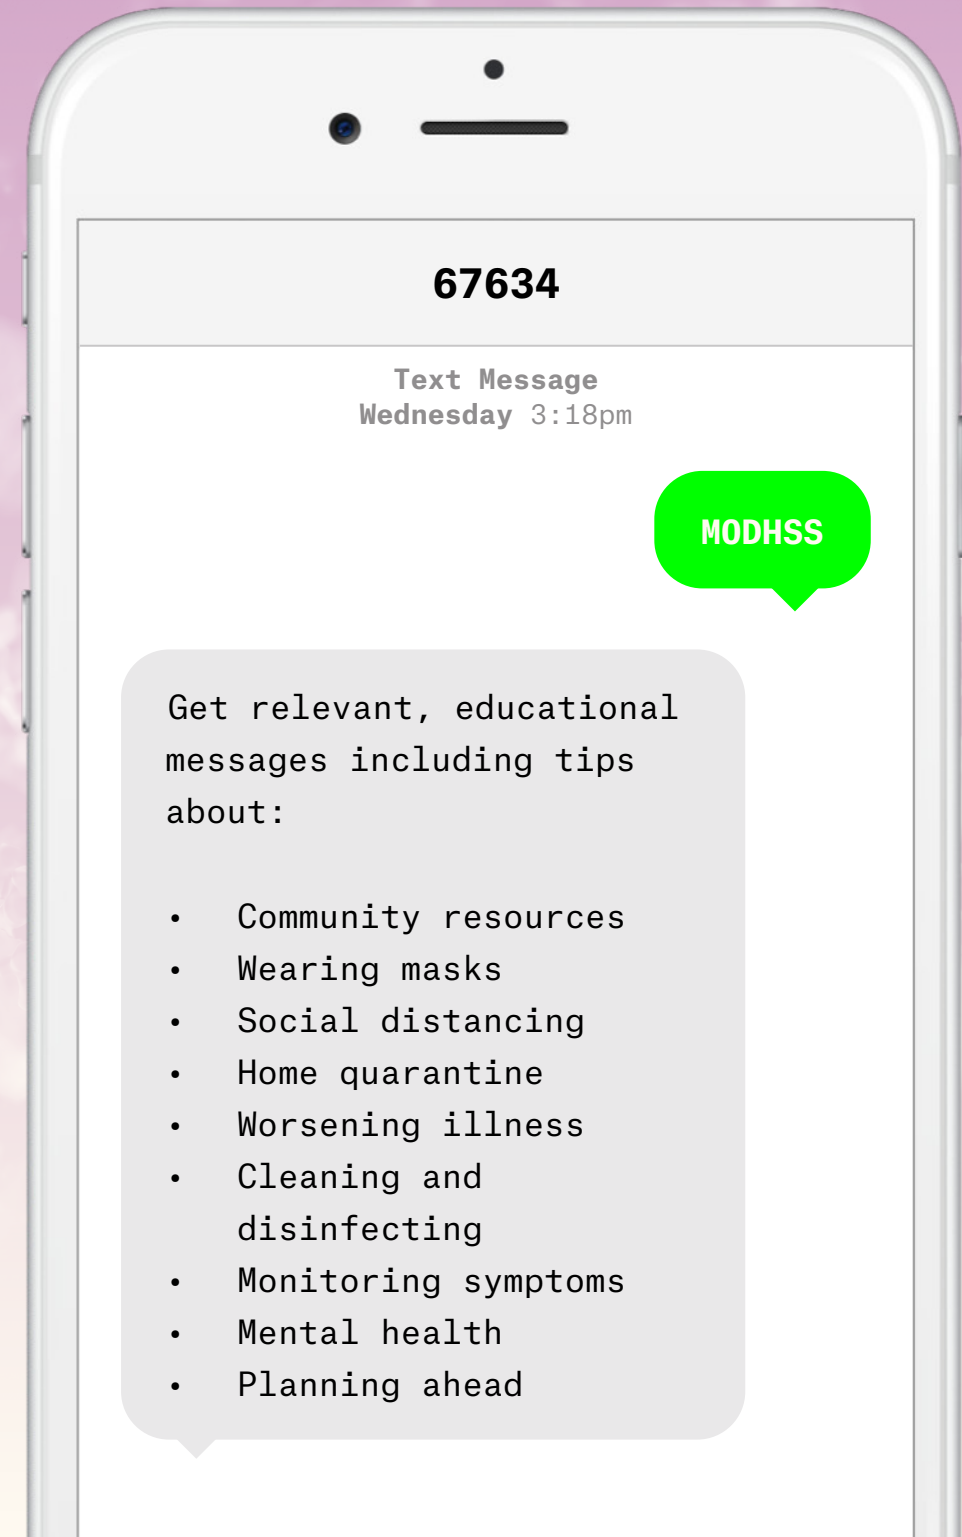 67634
Text Message
Wednesday 3:18pm
MODHSS
Get relevant, educational
messages including tips
about:
• Community resources
• Wearing masks
• Social distancing
• Home quarantine
• Worsening illness
• Cleaning and
disinfecting
• Monitoring symptoms
• Mental health
• Planning ahead